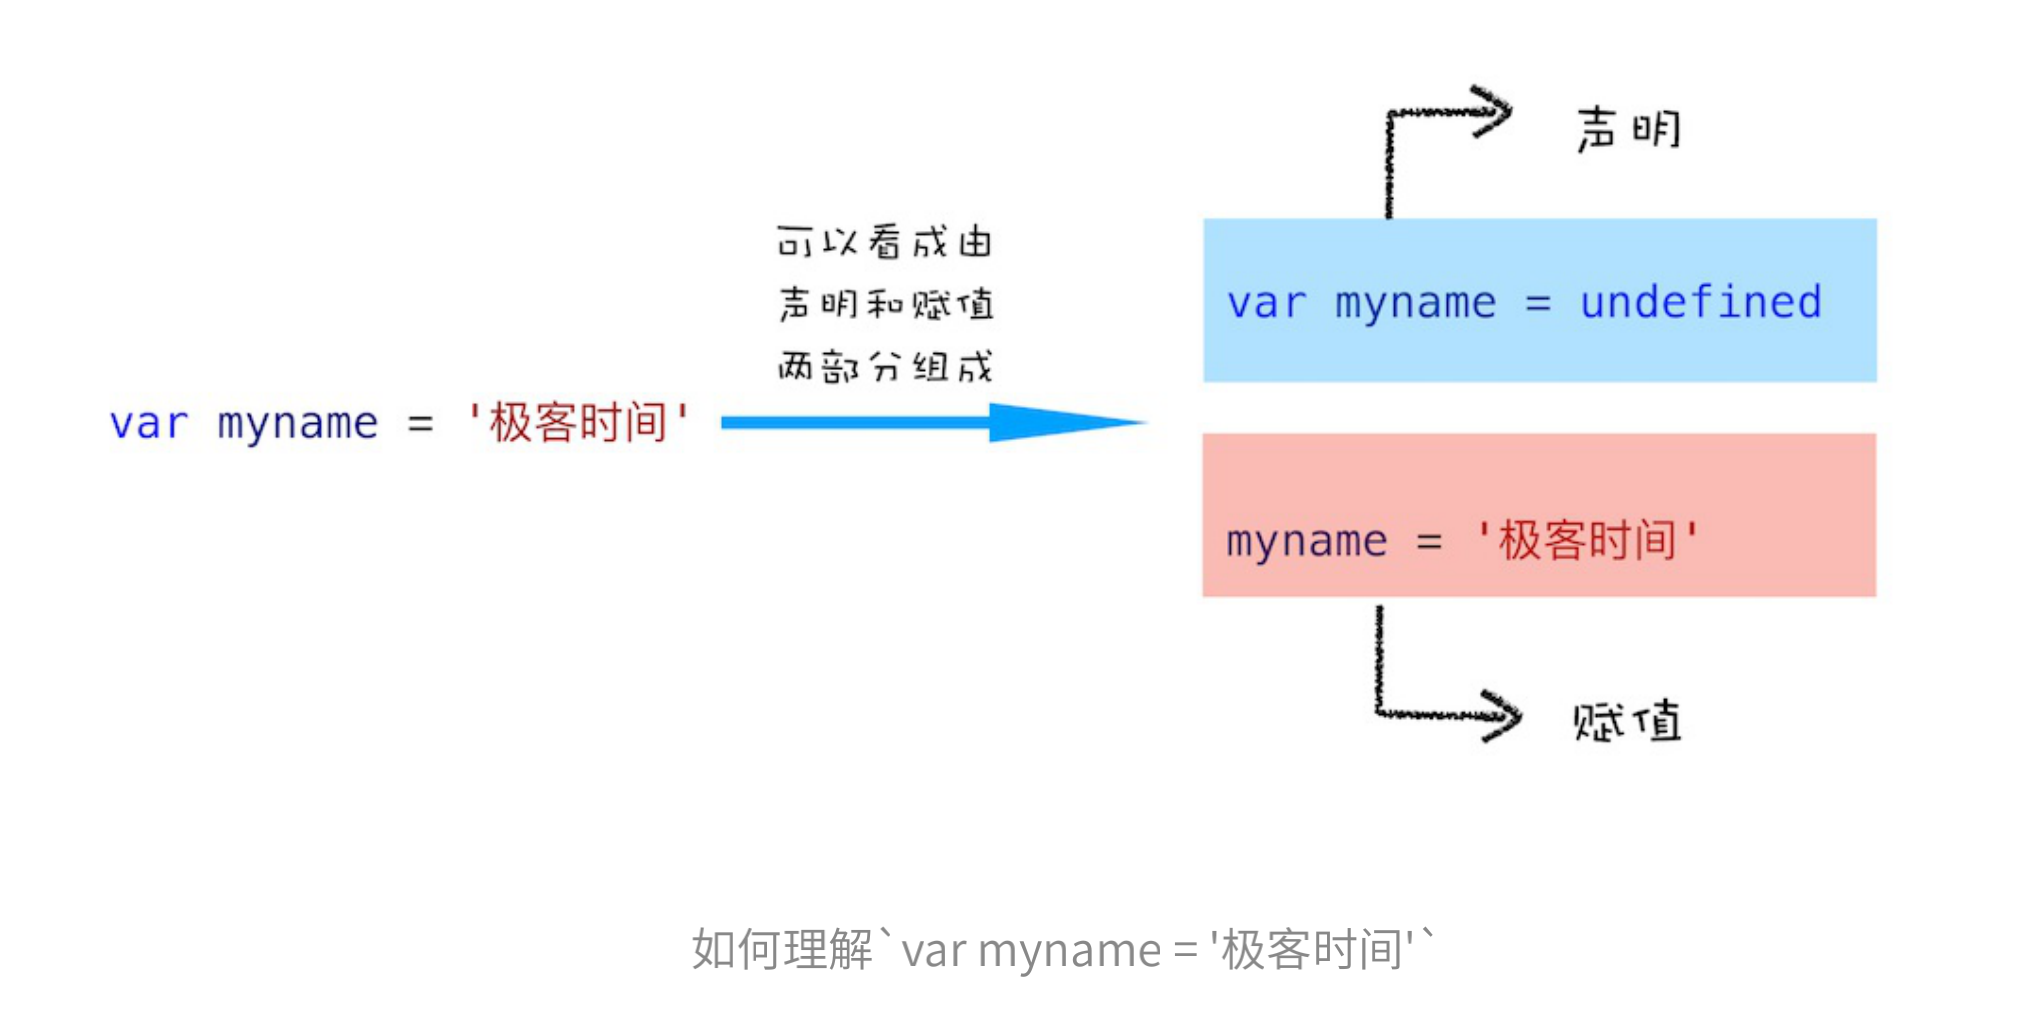 var myname = '极客时间'
可以看成由
声明和赋值
两部分组成
声明
var myname = undefined
myname = '极客时间'
赋值
如何理解`var myname = '极客时间'`